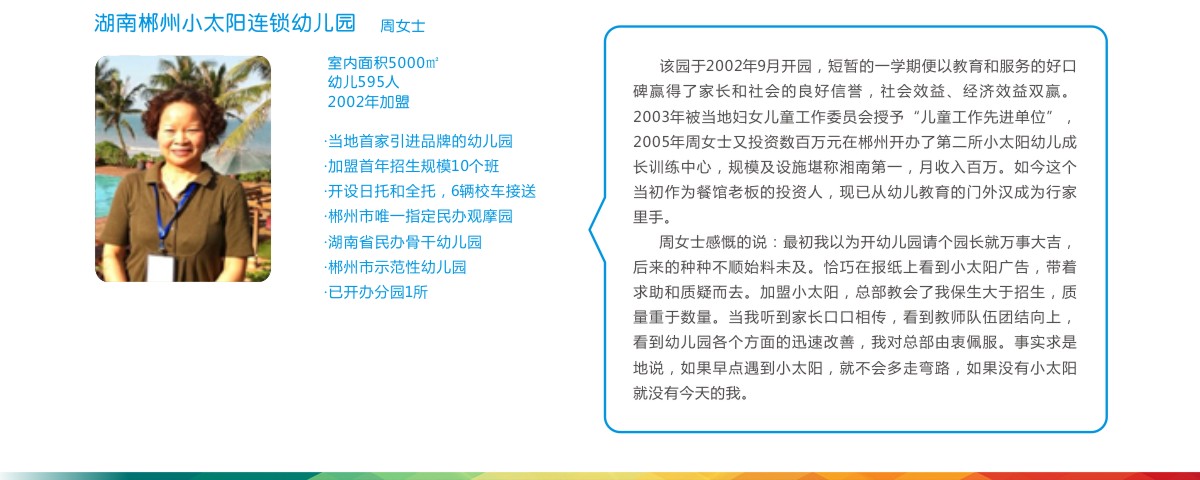 湖南郴州小太阳连锁幼儿园 周女士
室内面积5000㎡
幼儿595人
2002年加盟
·当地首家引进品牌的幼儿园
·加盟首年招生规模10个班
·开设日托和全托，6辆校车接送
·郴州市唯一指定民办观摩园
·湖南省民办骨干幼儿园
·郴州市示范性幼儿园
·已开办分园1所
该园于2002年9月开园，短暂的一学期便以教育和服务的好口
碑赢得了家长和社会的良好信誉，社会效益、经济效益双赢。
2003年被当地妇女儿童工作委员会授予“儿童工作先进单位”，
2005年周女士又投资数百万元在郴州开办了第二所小太阳幼儿成
长训练中心，规模及设施堪称湘南第一，月收入百万。如今这个
当初作为餐馆老板的投资人，现已从幼儿教育的门外汉成为行家
里手。
周女士感慨的说：最初我以为开幼儿园请个园长就万事大吉，
后来的种种不顺始料未及。恰巧在报纸上看到小太阳广告，带着
求助和质疑而去。加盟小太阳，总部教会了我保生大于招生，质
量重于数量。当我听到家长口口相传，看到教师队伍团结向上，
看到幼儿园各个方面的迅速改善，我对总部由衷佩服。事实求是
地说，如果早点遇到小太阳，就不会多走弯路，如果没有小太阳
就没有今天的我。